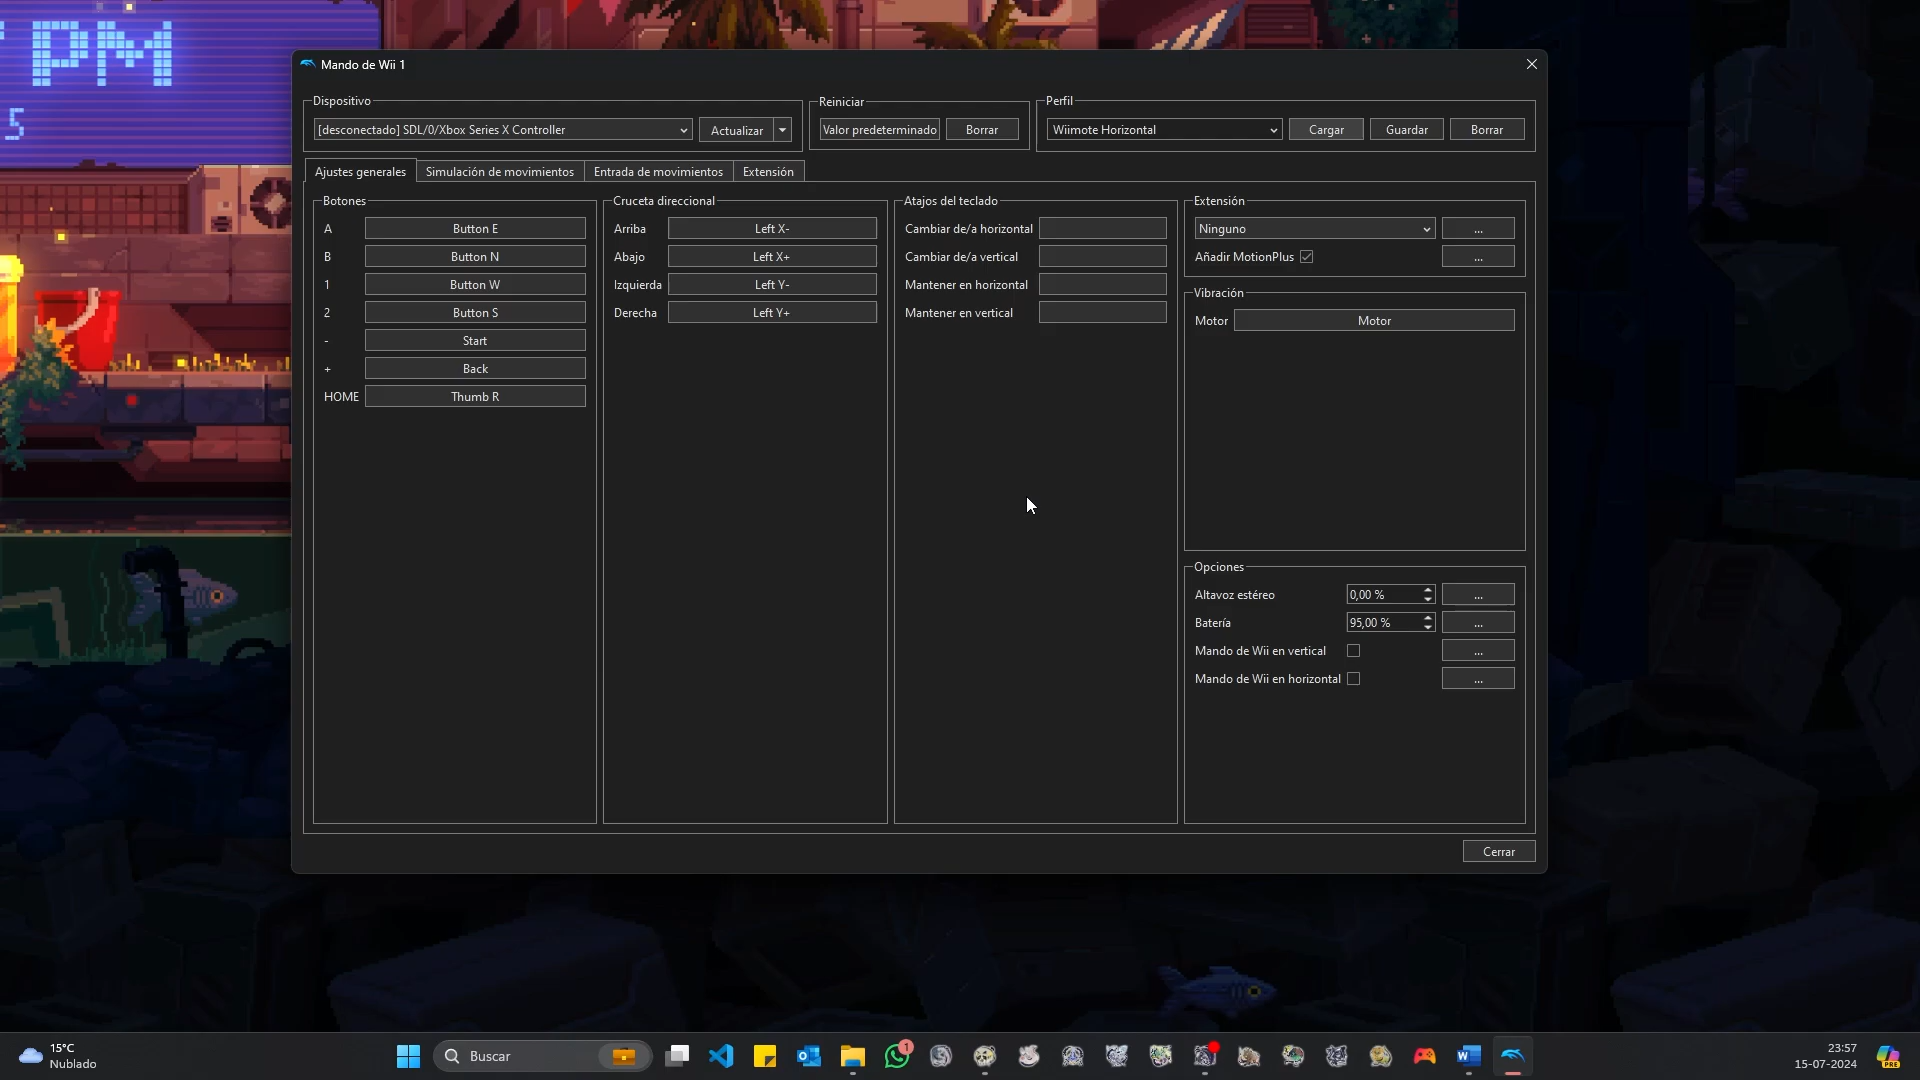 PM
5
Mando de Wii 1
Dispositivo
[desconectado] SDL/0/Xbox Series X Controller
Actualizar
Reiniciar
Valor predeterminado
Borrar
Perfil
Wiimote Horizontal
Cargar
Guardar
Borrar
Ajustes generales
Simulación de movimientos
Entrada de movimientos
Extensión
Botones
A
Button E
B
Button N
1
Button W
2
Button S
-
Start
+
Back
HOME
Thumb R
Cruceta direccional
Arriba
Left X-
Abajo
Left X+
Izquierda
Left Y-
Derecha
Left Y+
Atajos del teclado
Cambiar de/a horizontal
Cambiar de/a vertical
Mantener en horizontal
Mantener en vertical
Extensión
Ninguno
...
Añadir MotionPlus
...
Vibración
Motor
Motor
Opciones
Altavoz estéreo
0,00 %
...
Batería
95,00 %
...
Mando de Wii en vertical
...
Mando de Wii en horizontal
...
Cerrar
15°C
Nublado
Buscar
1
23:57
15-07-2024
PRE